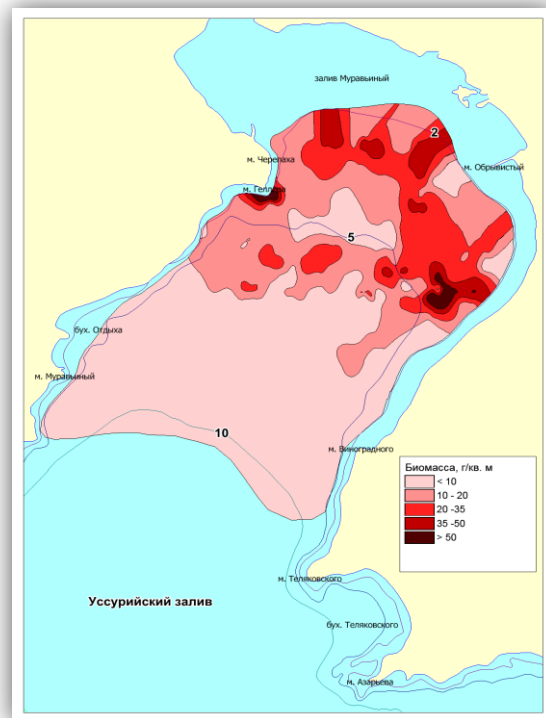 залив Муравьиный
2
м. Черепаха
м. Обрывистый
м. Геллера
5
бух. Отдыха
м. Муравьиный
10
м. Виноградного
Биомасса, г/кв. м
< 10
10 - 20
20 -35
35 -50
> 50
м. Теляковского
Уссурийский залив
бух. Теляковского
м. Азарьева